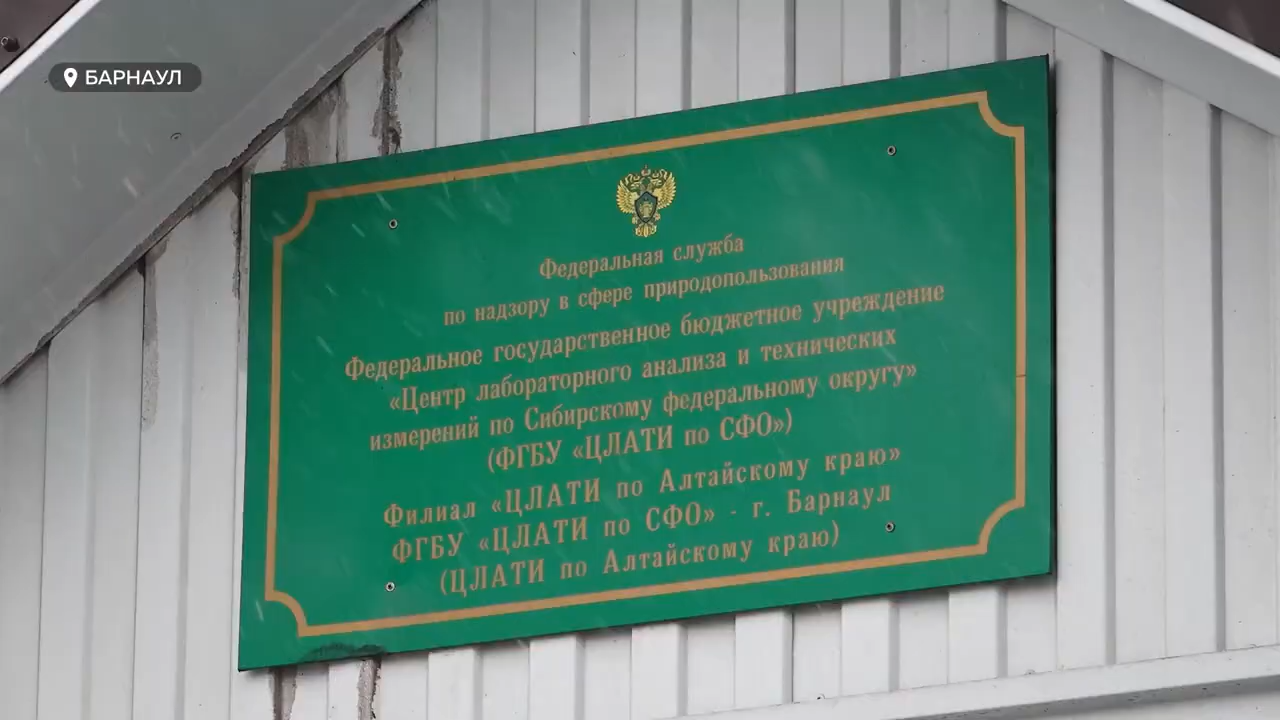 БАРНАУЛ
Федеральная служба
по надзору в сфере природопользования
Федеральное государственное бюджетное учреждение
«Центр лабораторного анализа и технических
измерений по Сибирскому федеральному округу»
(ФГБУ «ЦЛАТИ по СФО»)
Филиал «ЦЛАТИ по Алтайскому краю»
ФГБУ «ЦЛАТИ по СФО» - г. Барнаул
(ЦЛАТИ по Алтайскому краю)